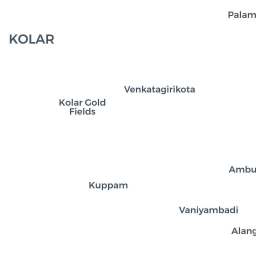 Palam
KOLAR
Venkatagirikota
Kolar Gold
Fields
Ambu
Kuppam
Vaniyambadi
Alang